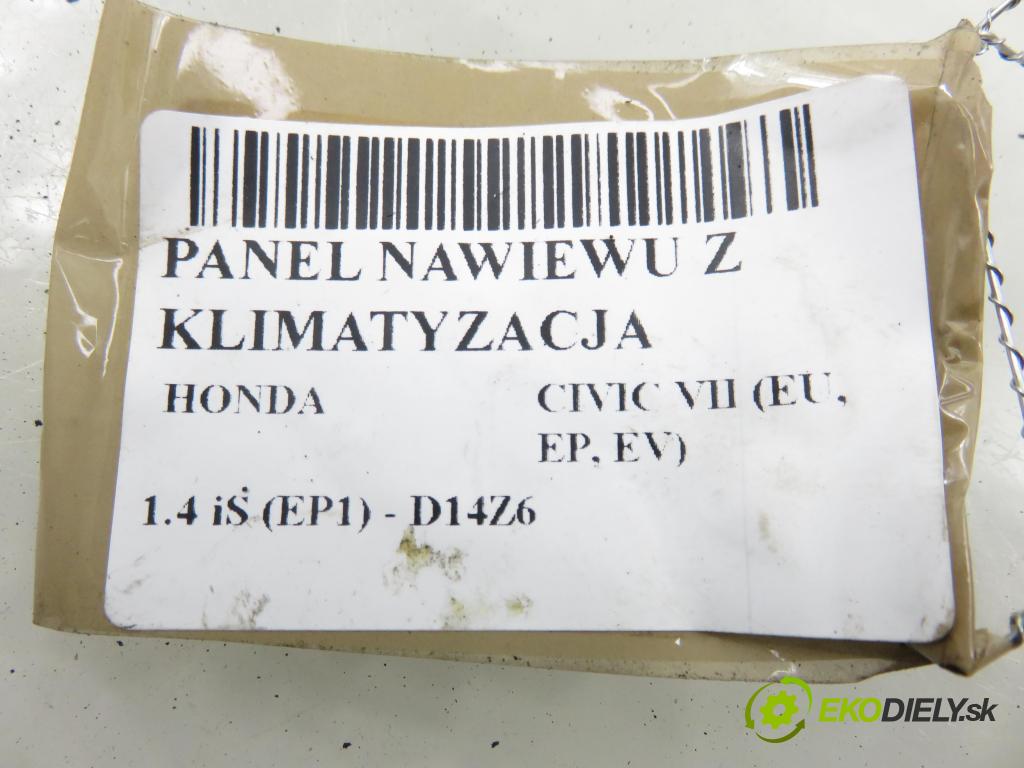 PANEL NAWIEWU Z
KLIMATYZACJA
HONDA
CIVIC VII (EU,
EP, EV)
1.4 iS (EP1) - D14Z6
EKODIELY.sk